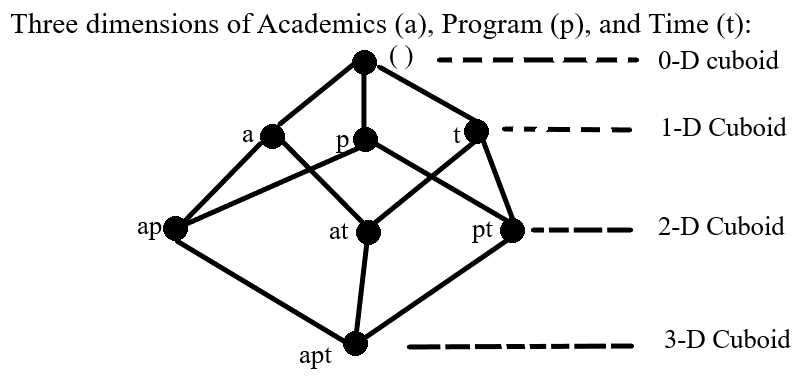 Three dimensions of Academics (a), Program (p), and Time (t):
( ) 0-D cuboid
a p t 1-D Cuboid
ap at pt 2-D Cuboid
apt 3-D Cuboid